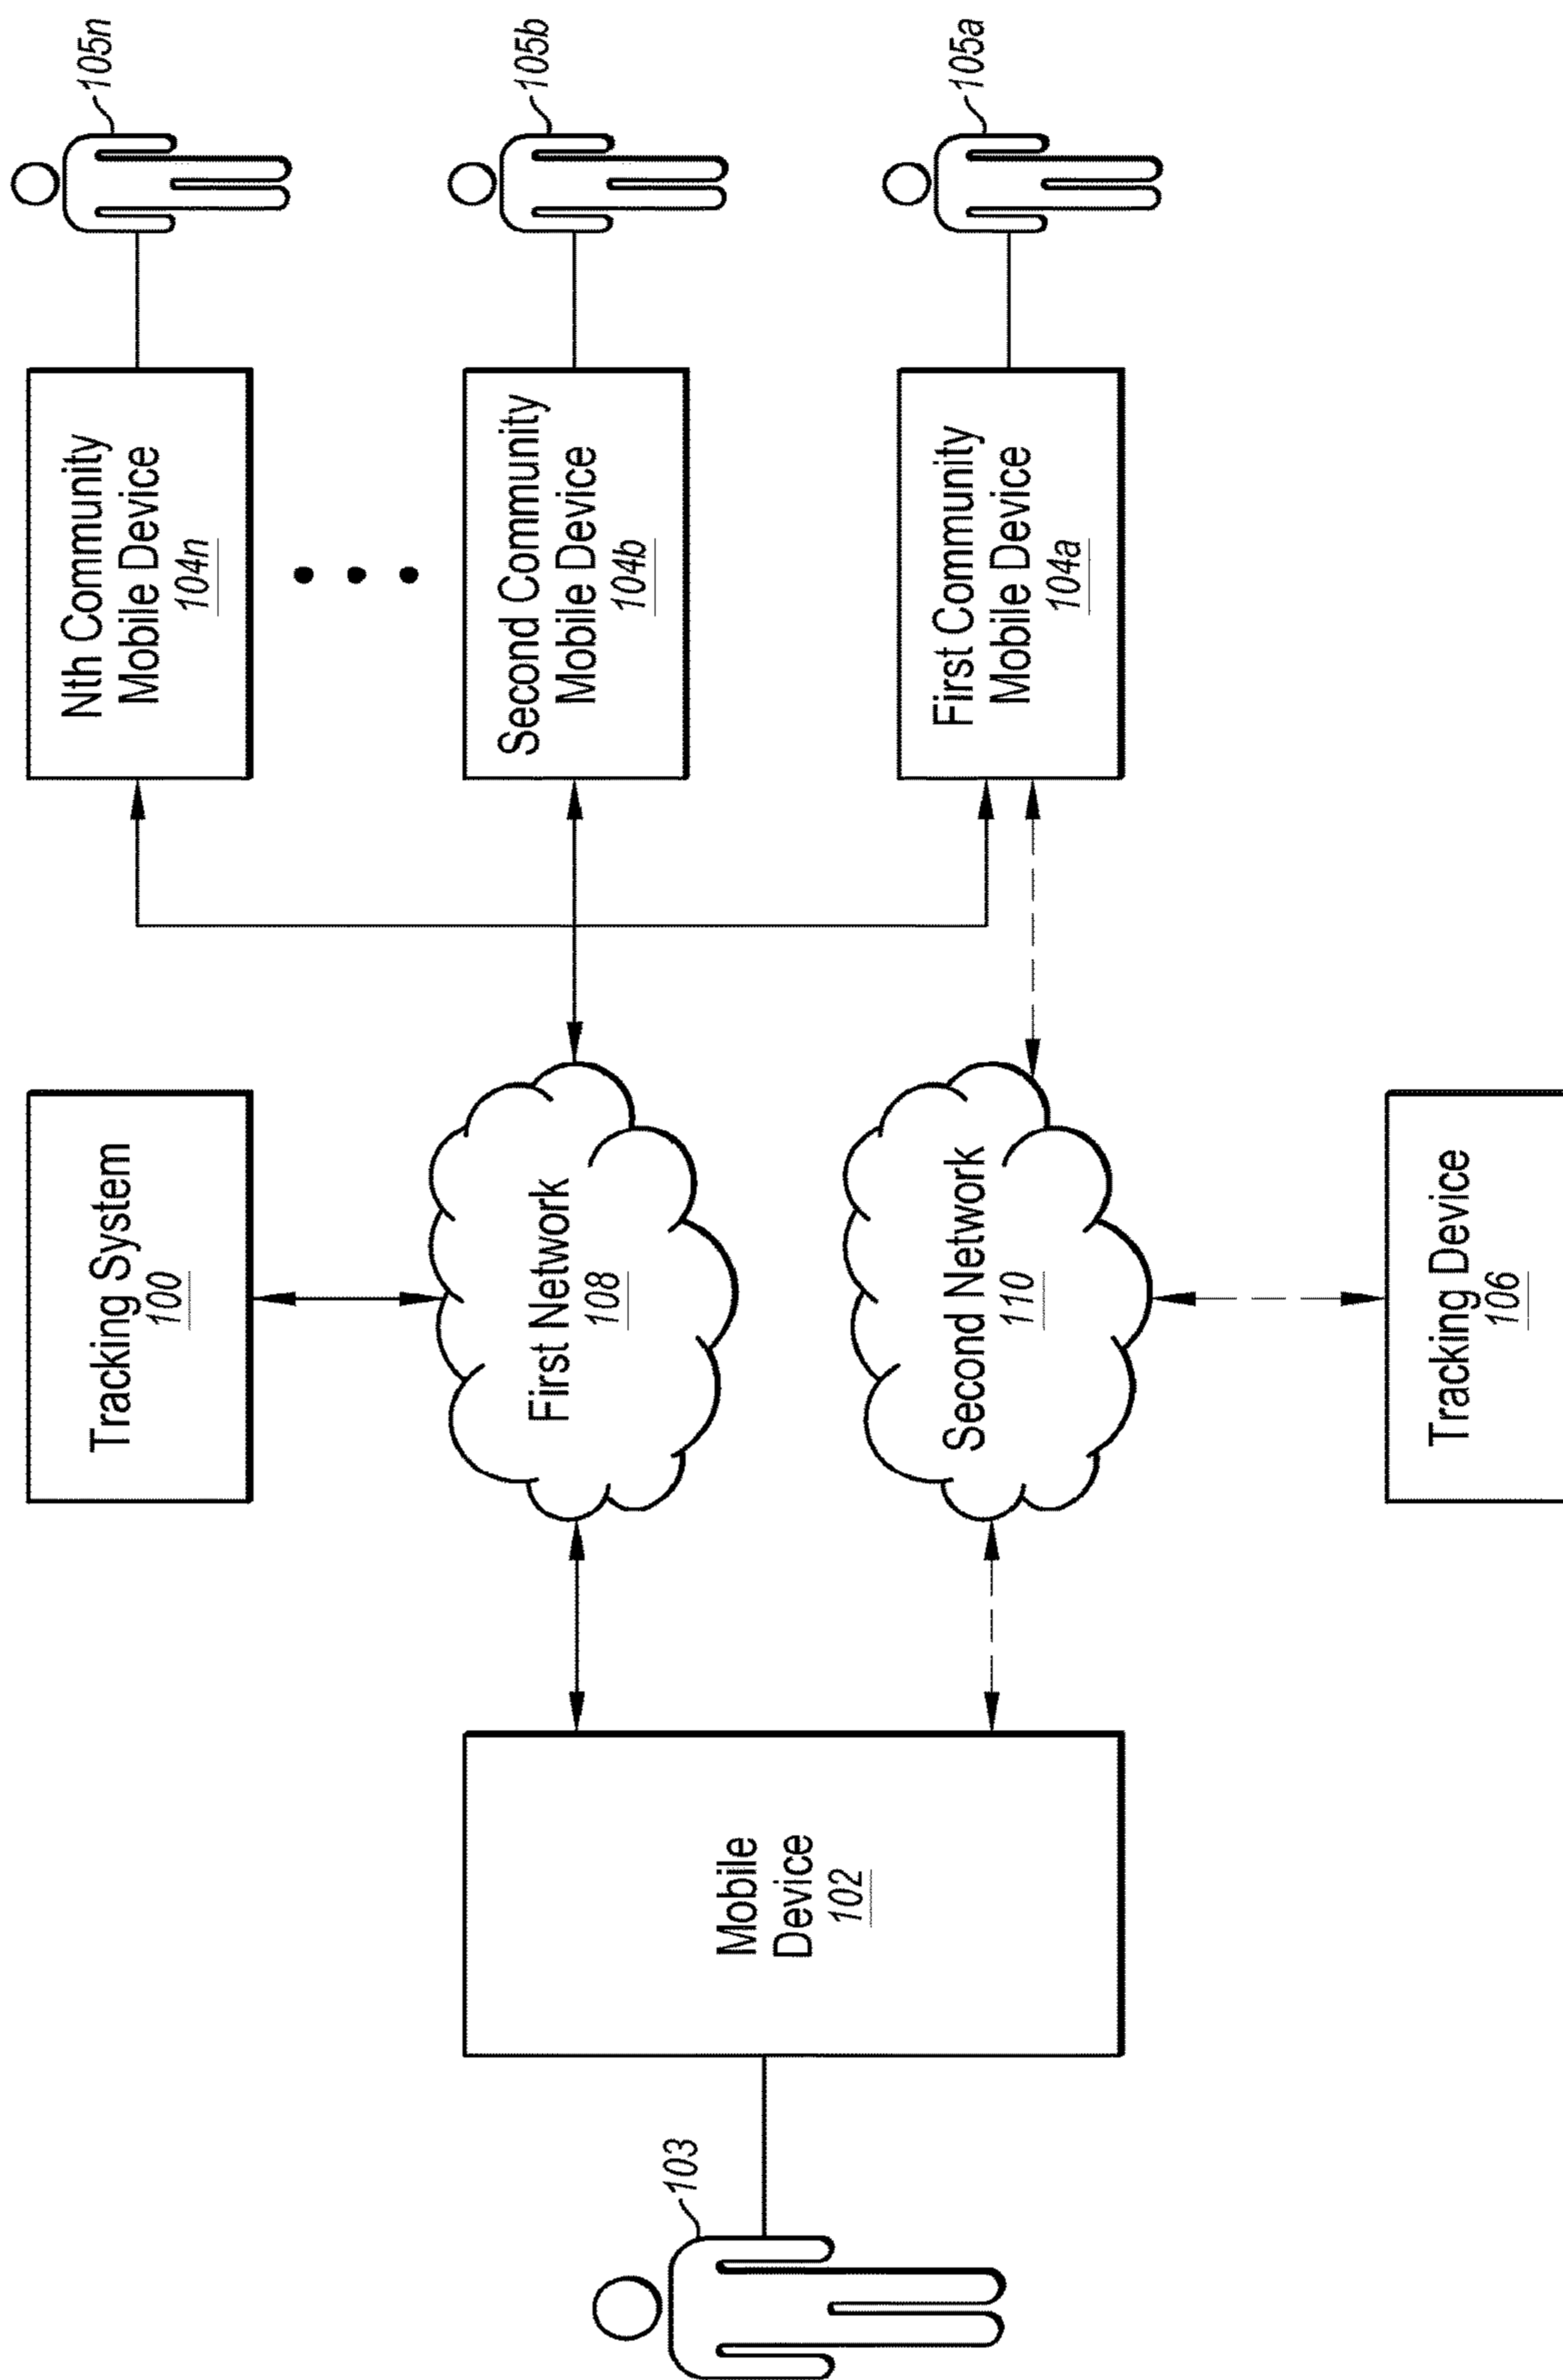 Tracking System
100
Nth Community
Mobile Device
104n
105n
First Network
108
Second Community
Mobile Device
104b
105b
103
Mobile
Device
102
Second Network
110
First Community
Mobile Device
104a
105a
Tracking Device
106